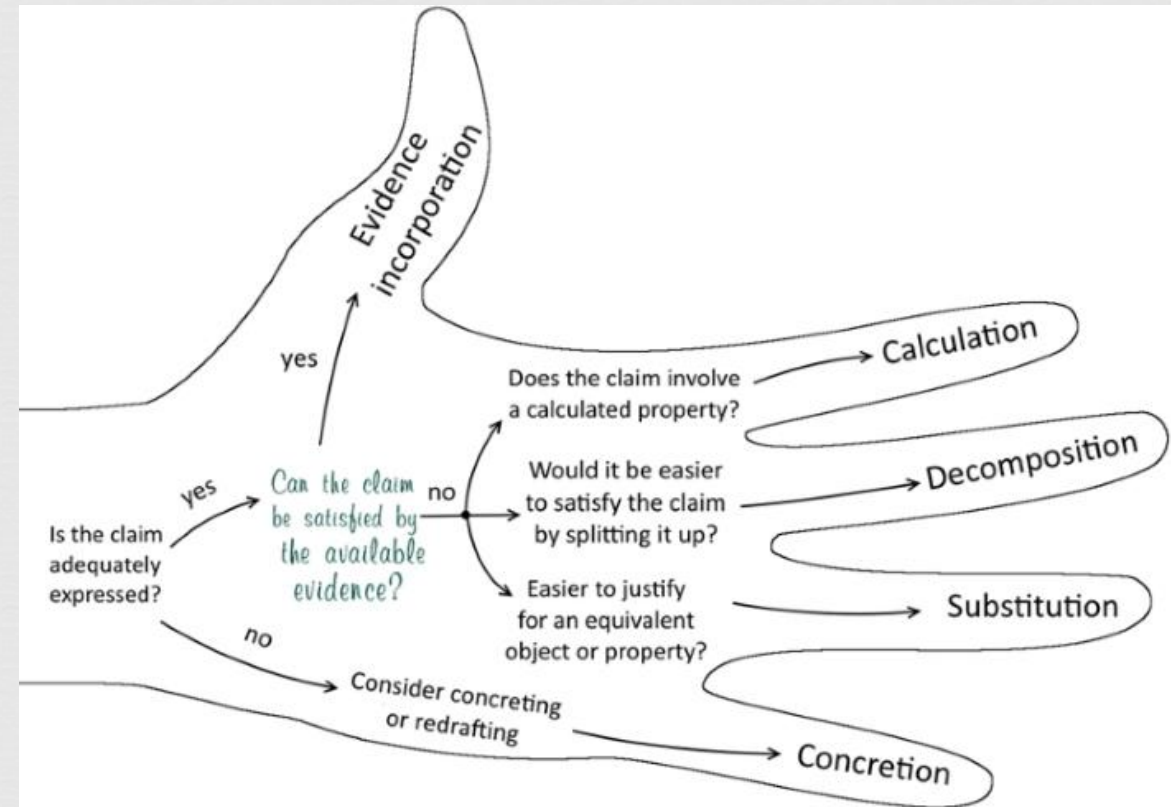 Evidence
incorporation
yes
Calculation
Does the claim involve
a calculated property?
Decomposition
Would it be easier
to satisfy the claim
by splitting it up?
yes
Can the claim
be satisfied by
the available
evidence?
no
Is the claim
adequately
expressed?
Easier to justify
for an equivalent
object or property?
Substitution
no
Consider concreting
or redrafting
Concretion